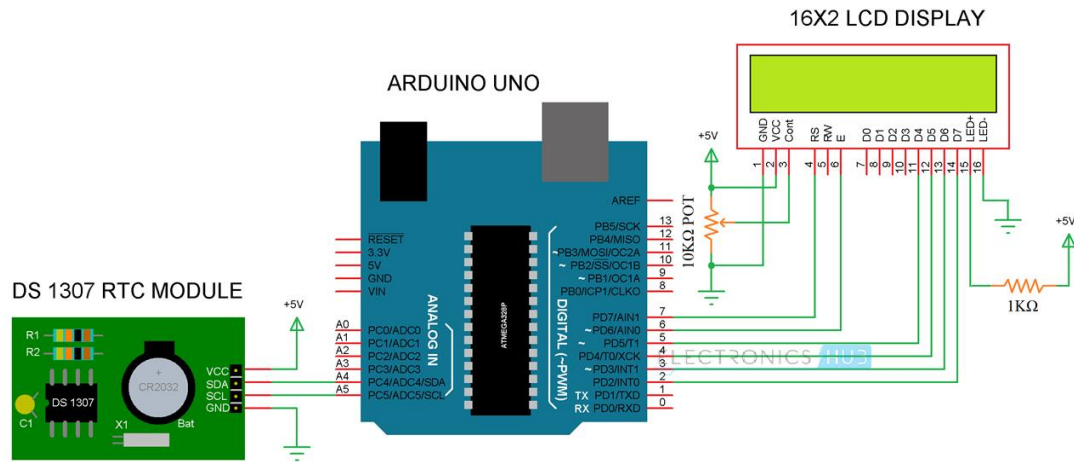 16X2 LCD DISPLAY
ARDUINO UNO
GND
VCC
Cont
RS
RW
E
D0
D1
D2
D3
D4
D5
D6
D7
LED+
LED-
1
2
3
4
5
6
7
8
9
10
11
12
13
14
15
16
+5V
10KΩ POT
+5V
1KΩ
AREF
PB5/SCK 13
PB4/MISO 12
~PB3/MOSI/OC2A 11
~ PB2/SS/OC1B 10
~ PB1/OC1A 9
PB0/ICP1/CLKO 8
PD7/AIN1 7
~ PD6/AIN0 6
~ PD5/T1 5
PD4/T0/XCK 4
~ PD3/INT1 3
PD2/INT0 2
TX PD1/TXD 1
RX PD0/RXD 0
DIGITAL (~PWM)
ATMEGA328P
RESET
3.3V
5V
GND
VIN
A0 PC0/ADC0
A1 PC1/ADC1
A2 PC2/ADC2
A3 PC3/ADC3
A4 PC4/ADC4/SDA
A5 PC5/ADC5/SCL
ANALOG IN
ELECTRONICS HUB
DS 1307 RTC MODULE
+5V
R1
R2
VCC
SDA
SCL
GND
+
CR2032
DS 1307
C1
X1
Bat